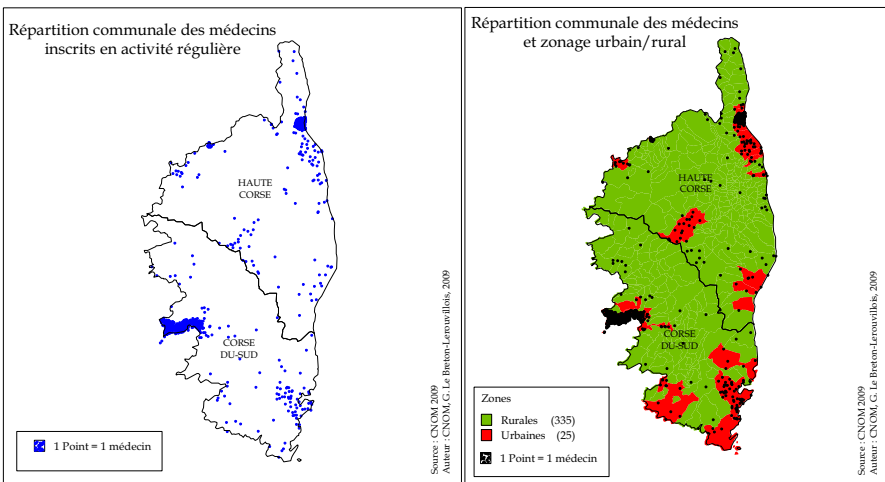 Répartition communale des médecins
inscrits en activité régulière
HAUTE
CORSE
CORSE
DU-SUD
1 Point = 1 médecin
Source : CNOM 2009
Auteur : CNOM, G. Le Breton-Lerouvillois, 2009
Répartition communale des médecins
et zonage urbain/rural
HAUTE
CORSE
CORSE
DU-SUD
Zones
Rurales (335)
Urbaines (25)
1 Point = 1 médecin
Source : CNOM 2009
Auteur : CNOM, G. Le Breton-Lerouvillois, 2009